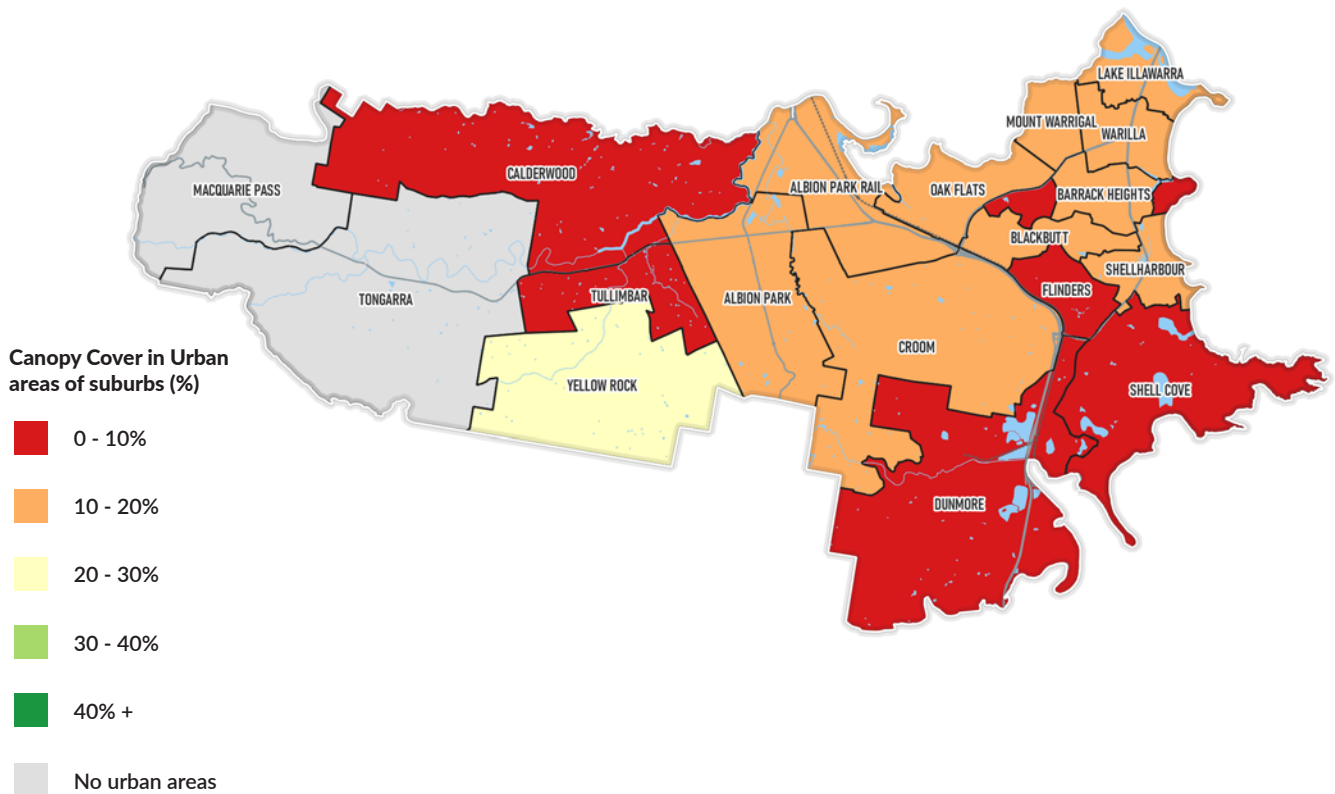 LAKE ILLAWARRA
MOUNT WARRIGAL
WARILLA
CALDERWOOD
MACQUARIE PASS
ALBION PARK RAIL
OAK FLATS
BARRACK HEIGHTS
BLACKBUTT
SHELLHARBOUR
FLINDERS
TONGARRA
TULLIMBAR
ALBION PARK
CROOM
YELLOW ROCK
SHELL COVE
DUNMORE
Canopy Cover in Urban
areas of suburbs (%)
0 - 10%
10 - 20%
20 - 30%
30 - 40%
40% +
No urban areas